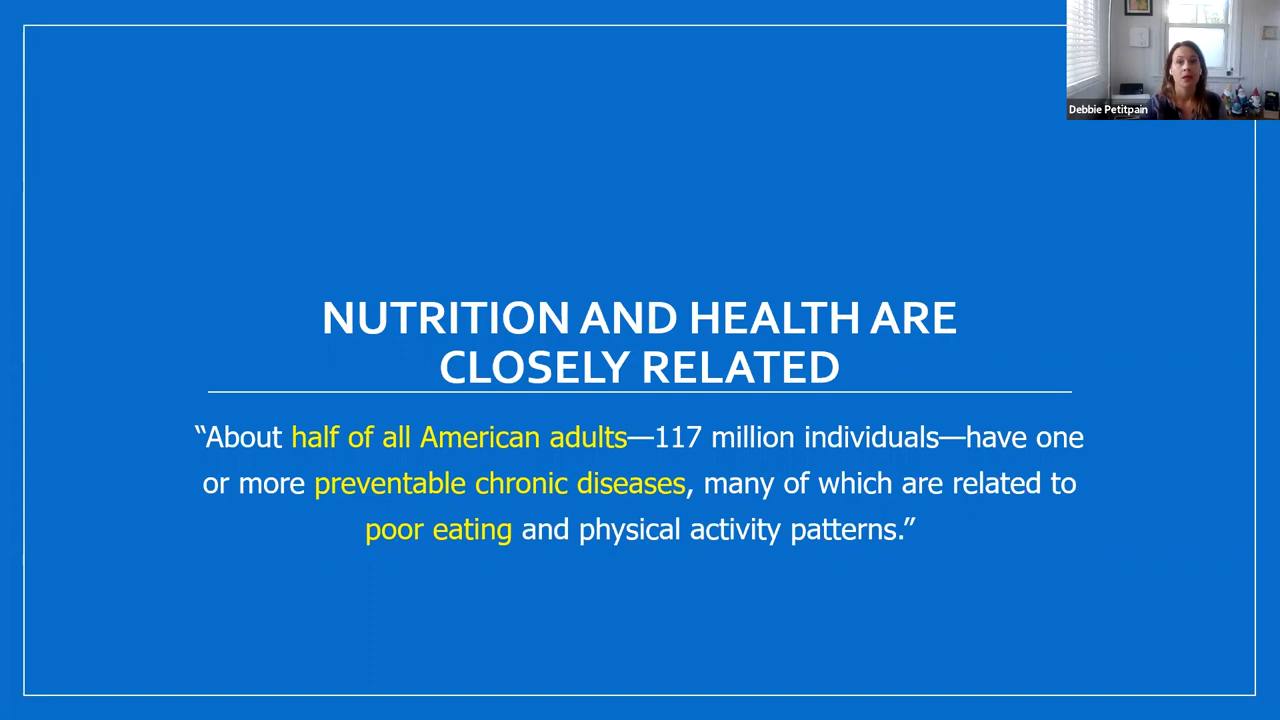 Debbie Petitpain
NUTRITION AND HEALTH ARE
CLOSELY RELATED
“About half of all American adults—117 million individuals—have one
or more preventable chronic diseases, many of which are related to
poor eating and physical activity patterns.”